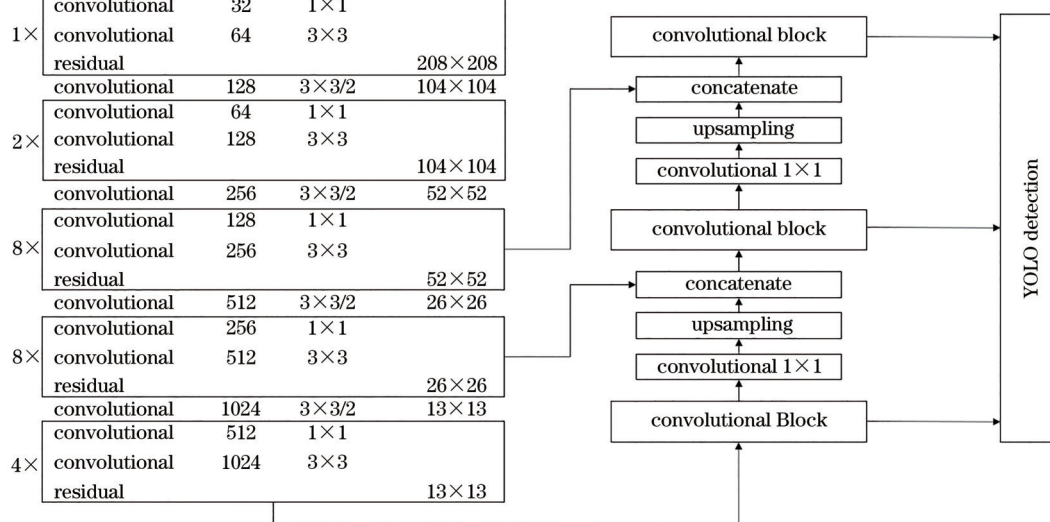 convolutional 32 1×1
1× convolutional 64 3×3
residual 208×208
convolutional 128 3×3/2 104×104
convolutional 64 1×1
2× convolutional 128 3×3
residual 104×104
convolutional 256 3×3/2 52×52
convolutional 128 1×1
8× convolutional 256 3×3
residual 52×52
convolutional 512 3×3/2 26×26
convolutional 256 1×1
8× convolutional 512 3×3
residual 26×26
convolutional 1024 3×3/2 13×13
convolutional 512 1×1
4× convolutional 1024 3×3
residual 13×13
convolutional block
concatenate
upsampling
convolutional 1×1
convolutional block
concatenate
upsampling
convolutional 1×1
convolutional Block
YOLO detection